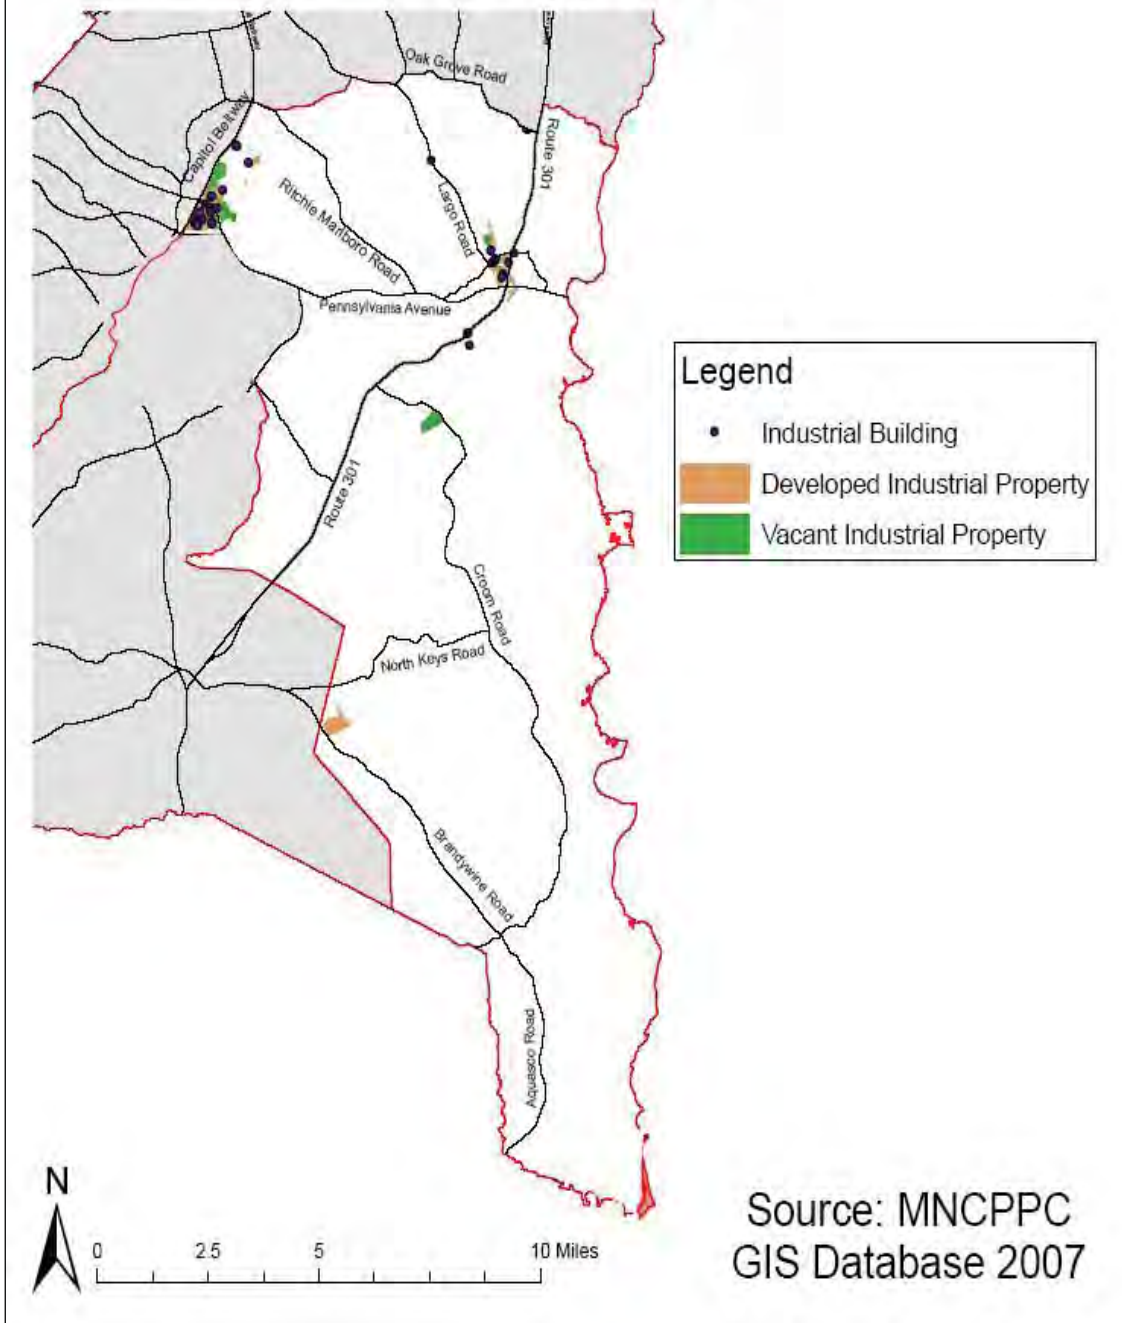 Oak Grove Road
Capitol Beltway
Route 301
Ritchie Marlboro Road
Largo Road
Pennsylvania Avenue
Legend
Industrial Building
Developed Industrial Property
Vacant Industrial Property
Route 301
Croom Road
North Keys Road
Brandywine Road
Aquasco Road
N
0 2.5 5 10 Miles
Source: MNCPPC
GIS Database 2007